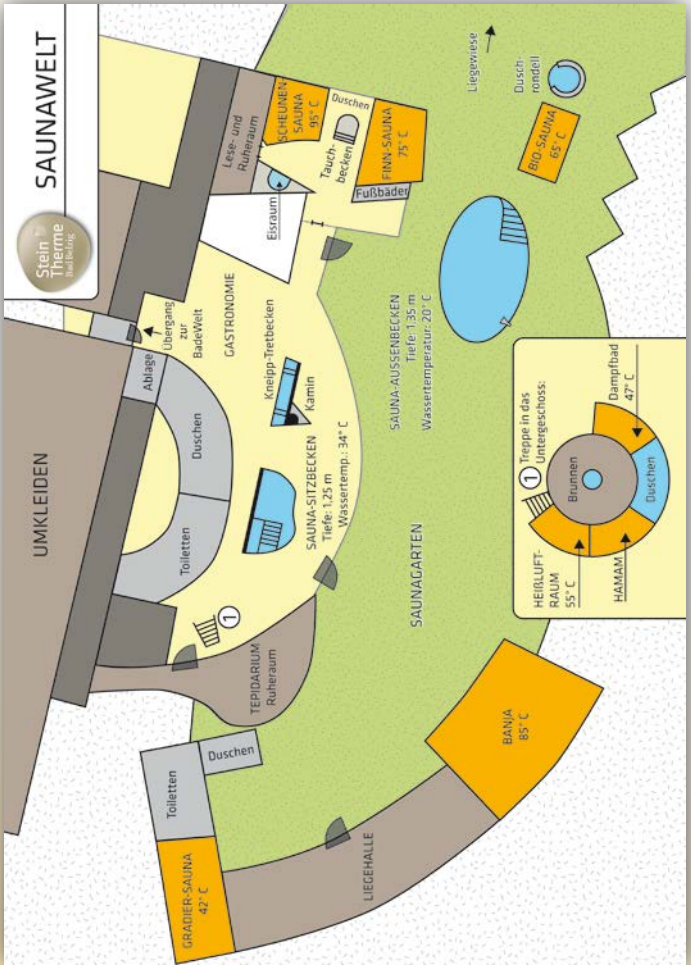 SAUNAWELT
Stein
Therme
Bad Belzig
UMKLEIDEN
Ablage
Übergang
zur
BadeWelt
GASTRONOMIE
Lese- und
Ruheraum
SCHEUNEN-
SAUNA
95° C
Duschen
Tauch-
becken
FINN-SAUNA
75° C
Fußbäder
Eisraum
Liegewiese
Dusch-
rondell
BIO-SAUNA
65° C
Duschen
Toiletten
Kneipp-Tretbecken
Kamin
SAUNA-SITZBECKEN
Tiefe: 1,25 m
Wassertemp.: 34° C
SAUNA-AUSSENBECKEN
Tiefe: 1,35 m
Wassertemperatur: 20° C
1
TEPIDARIUM
Ruheraum
SAUNAGARTEN
Toiletten
Duschen
GRADIER-SAUNA
42° C
LIEGEHALLE
BANJA
85° C
1 Treppe in das
Untergeschoss:
HEIßLUFT-
RAUM
55° C
HAMAM
Brunnen
Duschen
Dampfbad
47° C